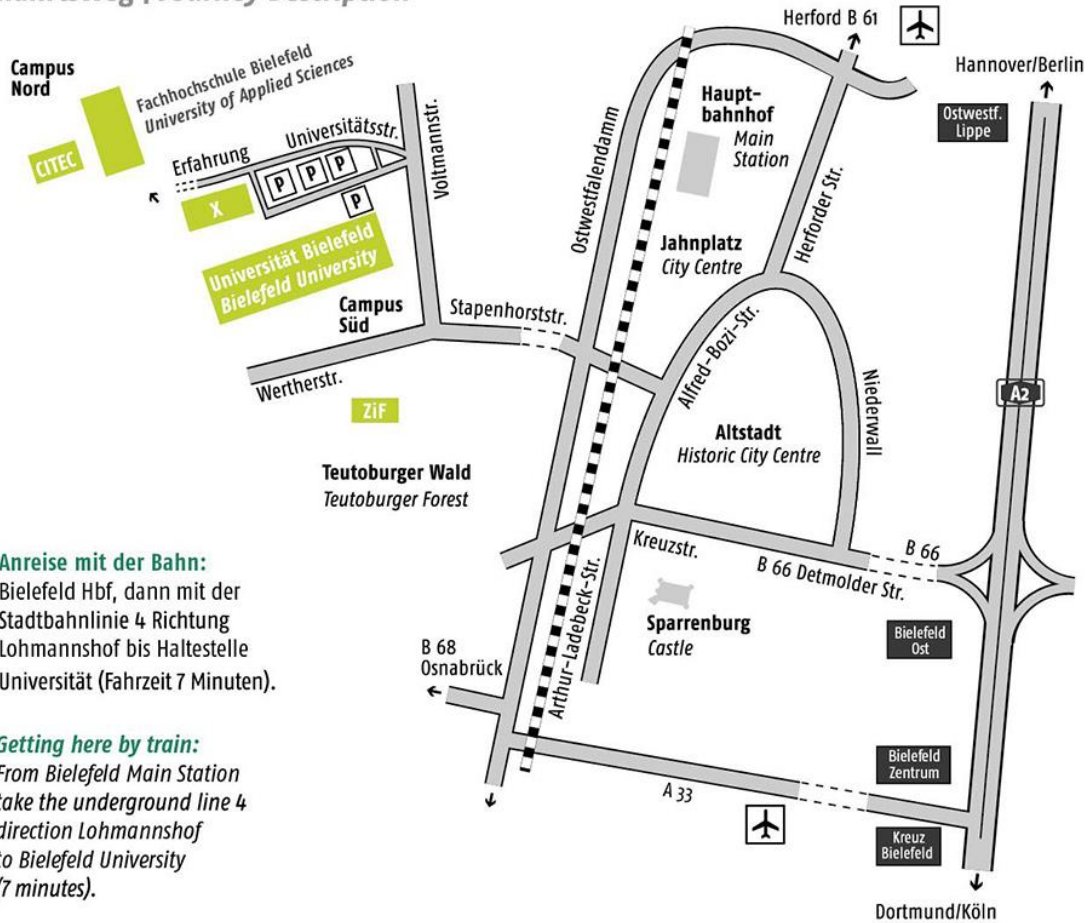 Journey Description
Herford B 61
Hannover/Berlin
Campus
Nord
Fachhochschule Bielefeld
University of Applied Sciences
CITEC
Erfahrung
Universitätsstr.
Voltmannstr.
P
P
P
P
X
Universität Bielefeld
Bielefeld University
Campus
Süd
Stapenhorststr.
Wertherstr.
ZiF
Teutoburger Wald
Teutoburger Forest
Ostwestfalendamm
Haupt-
bahnhof
Main
Station
Herforder Str.
Jahnplatz
City Centre
Alfred-Bozi-Str.
Niederwall
Altstadt
Historic City Centre
Ostwestf.
Lippe
A2
Kreuzstr.
B 66 Detmolder Str.
B 66
Arthur-Ladebeck-Str.
Sparrenburg
Castle
Bielefeld
Ost
B 68
Osnabrück
A 33
Bielefeld
Zentrum
Kreuz
Bielefeld
Dortmund/Köln
Anreise mit der Bahn:
Bielefeld Hbf, dann mit der
Stadtbahnlinie 4 Richtung
Lohmannshof bis Haltestelle
Universität (Fahrzeit 7 Minuten).
Getting here by train:
From Bielefeld Main Station
take the underground line 4
direction Lohmannshof
to Bielefeld University
(7 minutes).